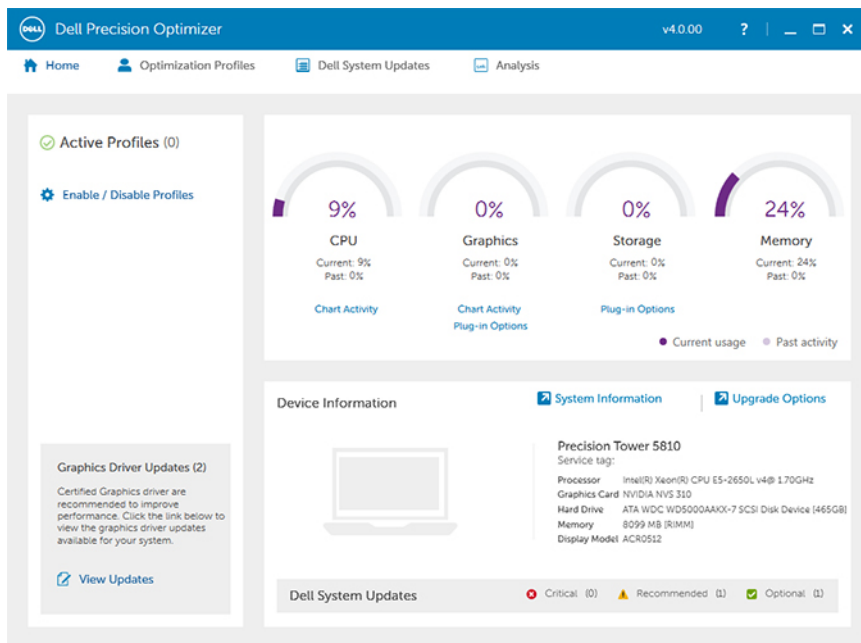 DELL Dell Precision Optimizer v4.0.00 ?
Home Optimization Profiles Dell System Updates Analysis
Active Profiles (0)
Enable / Disable Profiles
9% 0% 0% 24%
CPU Graphics Storage Memory
Current: 9% Current: 0% Current: 0% Current: 24%
Past: 0% Past: 0% Past: 0% Past: 0%
Chart Activity Chart Activity Plug-in Options
Plug-in Options
Current usage Past activity
Device Information System Information Upgrade Options
Precision Tower 5810
Service tag:
Processor Intel(R) Xeon(R) CPU E5-2650L v4@ 1.70GHz
Graphics Card NVIDIA NVS 310
Hard Drive ATA WDC WD5000AAKX-7 SCSI Disk Device [465GB]
Memory 8099 MB [RIMM]
Display Model ACR0512
Graphics Driver Updates (2)
Certified Graphics driver are
recommended to improve
performance. Click the link below to
view the graphics driver updates
available for your system.
View Updates
Dell System Updates Critical (0) Recommended (1) Optional (1)